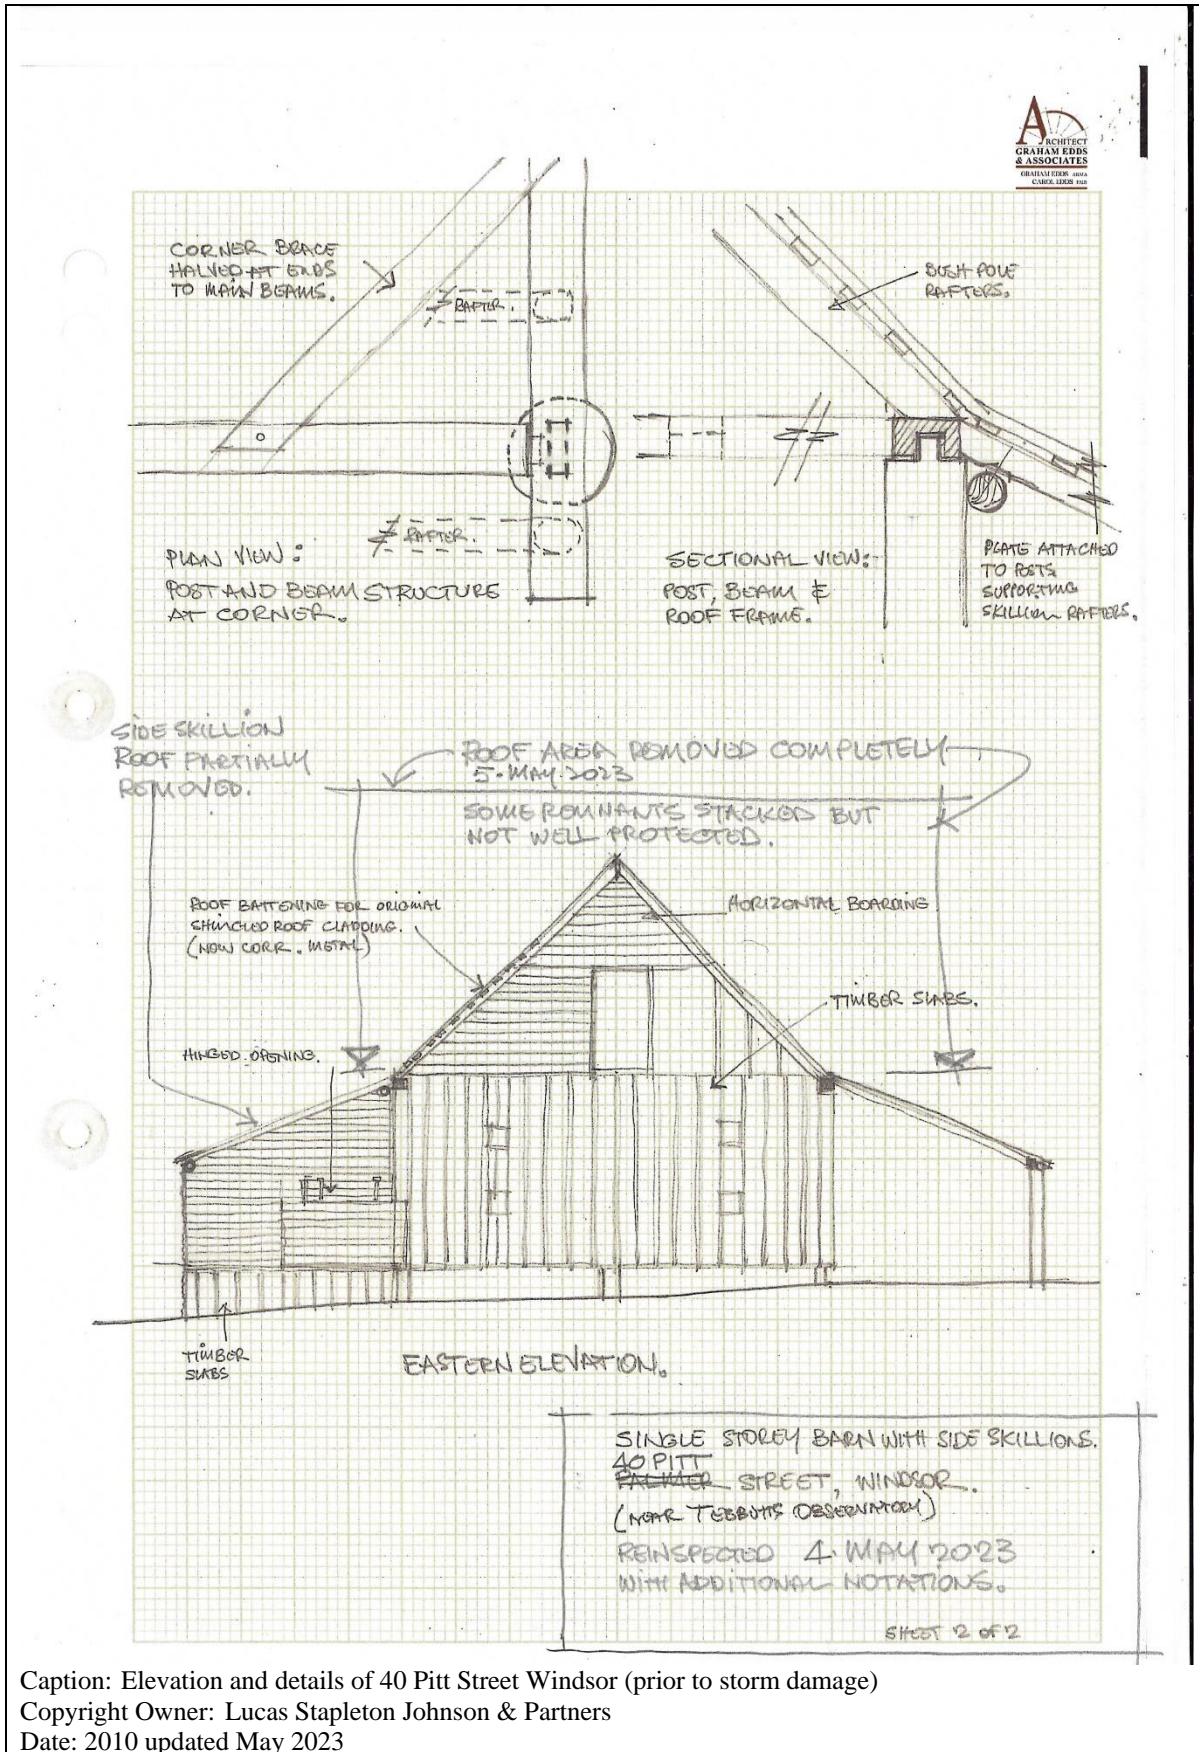 ARCHITECT
GRAHAM EDDS
& ASSOCIATES
GRAHAM EDDS
CAROL EDDS
CORNER BRACE
HALVED AT ENDS
TO MAIN BEAMS.
RAFTER.
RAFTER.
PLAN VIEW:
POST AND BEAM STRUCTURE
AT CORNER.
BUSH POLE
RAFTERS.
SECTIONAL VIEW:
POST, BEAM &
ROOF FRAME.
PLATE ATTACHED
TO POSTS
SUPPORTING
SKILLION RAFTERS.
SIDE SKILLION
ROOF PARTIALLY
REMOVED.
ROOF AREA REMOVED COMPLETELY
5. MAY. 2023
SOME REMNANTS STACKED BUT
NOT WELL PROTECTED.
ROOF BATTENING FOR ORIGINAL
SHINGLED ROOF CLADDING.
(NOW CORR. METAL)
HORIZONTAL BOARDING
TIMBER SLABS.
HINGED OPENING.
TIMBER
SLABS
EASTERN ELEVATION.
SINGLE STOREY BARN WITH SIDE SKILLIONS.
40 PITT
PALMER STREET, WINDSOR.
(NEAR TEBBUTTS OBSERVATORY)
REINSPECTED 4. MAY 2023
WITH ADDITIONAL NOTATIONS.
SHEET 2 OF 2
Caption: Elevation and details of 40 Pitt Street Windsor (prior to storm damage)
Copyright Owner: Lucas Stapleton Johnson & Partners
Date: 2010 updated May 2023